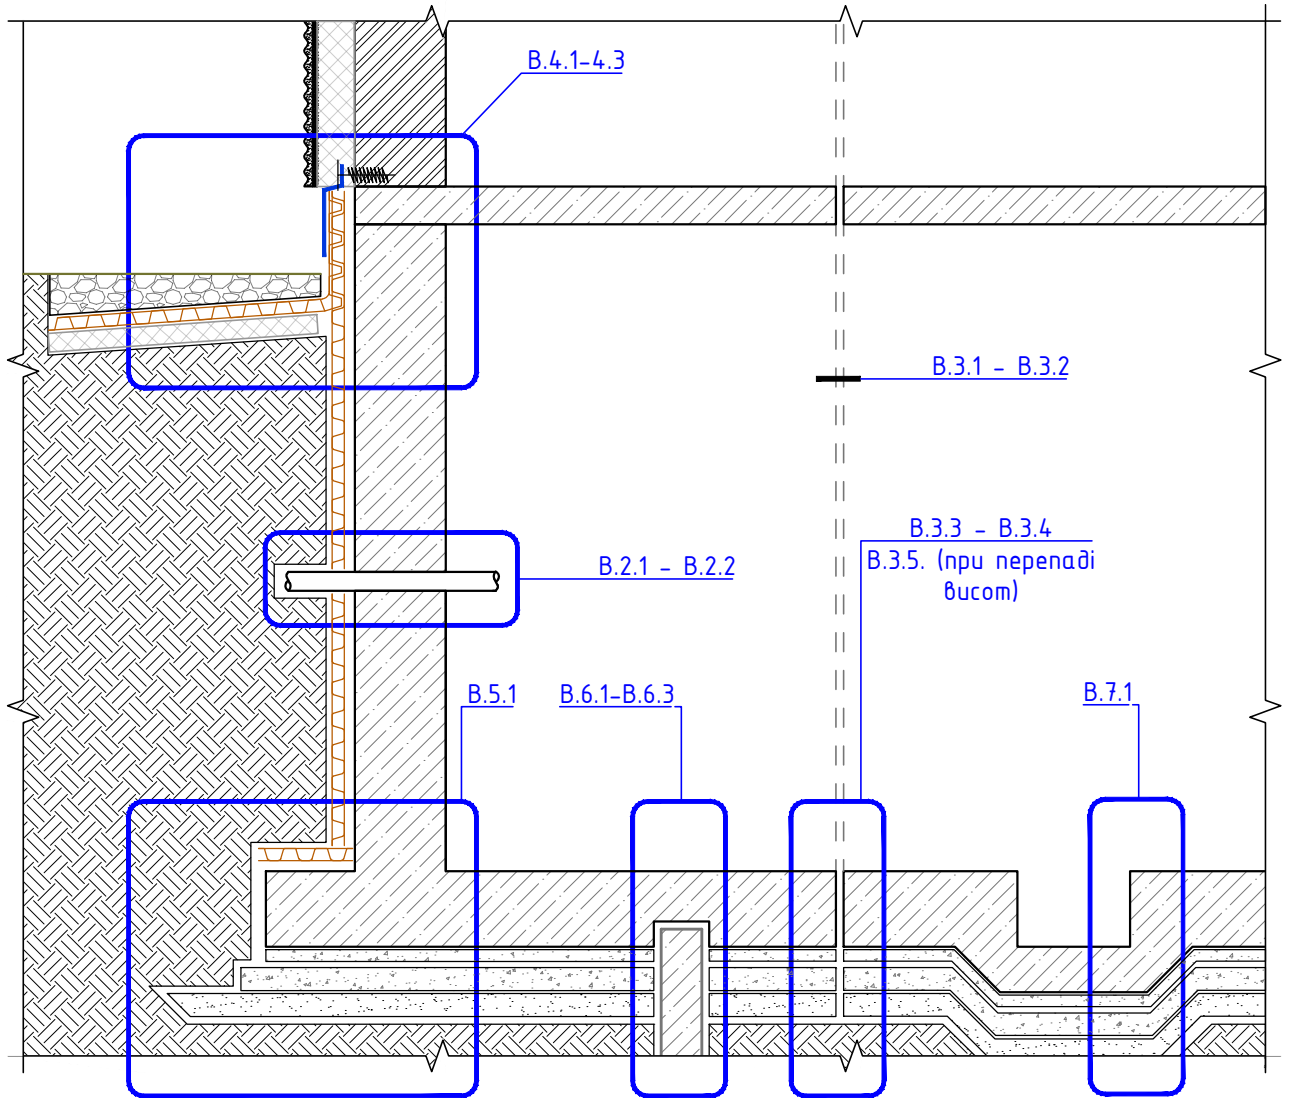 В.4.1-4.3
В.3.1 - В.3.2
В.3.3 - В.3.4
В.3.5. (при перепаді
висот)
В.2.1 - В.2.2
В.5.1
В.6.1-В.6.3
В.7.1